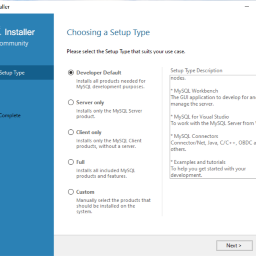 aller
L Installer
ommunity
Setup Type
Complete
Choosing a Setup Type
Please select the Setup Type that suits your use case.
Developer Default
Installs all products needed for
MySQL development purposes.
Server only
Installs only the MySQL Server
product.
Client only
Installs only the MySQL Client
products, without a server.
Full
Installs all included MySQL
products and features.
Custom
Manually select the products that
should be installed on the
system.
Setup Type Description
nodes.
* MySQL Workbench
The GUI application to develop for an
manage the server.
* MySQL for Visual Studio
To work with the MySQL Server from
* MySQL Connectors
Connector/Net, Java, C/C++, OBDC a
others.
* Examples and tutorials
To help you get started with your
development.
Next >